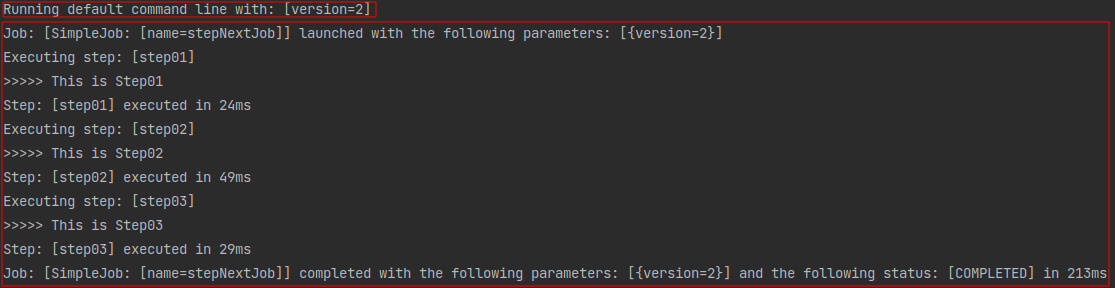 Running default command line with: [version=2]
Job: [SimpleJob: [name=stepNextJob]] launched with the following parameters: [{version=2}]
Executing step: [step01]
>>>>> This is Step01
Step: [step01] executed in 24ms
Executing step: [step02]
>>>>> This is Step02
Step: [step02] executed in 49ms
Executing step: [step03]
>>>>> This is Step03
Step: [step03] executed in 29ms
Job: [SimpleJob: [name=stepNextJob]] completed with the following parameters: [{version=2}] and the following status: [COMPLETED] in 213ms